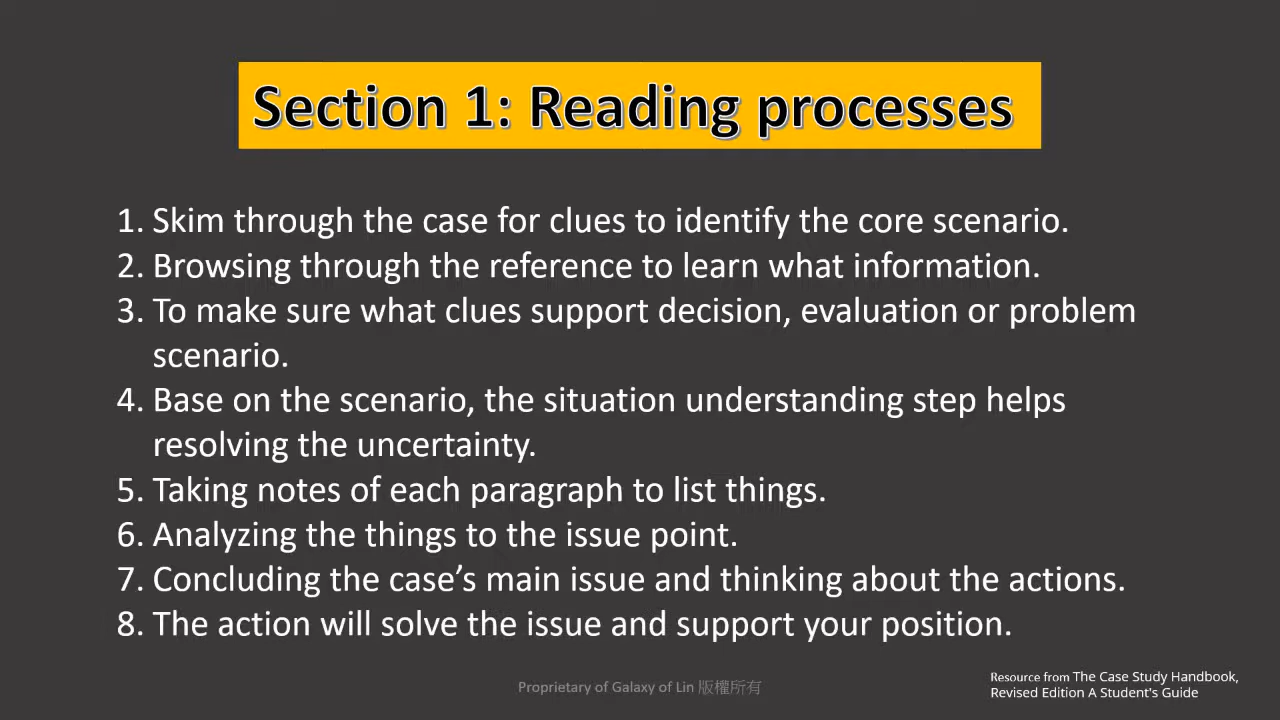 Section 1: Reading processes
1. Skim through the case for clues to identify the core scenario.
2. Browsing through the reference to learn what information.
3. To make sure what clues support decision, evaluation or problem
scenario.
4. Base on the scenario, the situation understanding step helps
resolving the uncertainty.
5. Taking notes of each paragraph to list things.
6. Analyzing the things to the issue point.
7. Concluding the case’s main issue and thinking about the actions.
8. The action will solve the issue and support your position.
Proprietary of Galaxy of Lin 版權所有
Resource from The Case Study Handbook,
Revised Edition A Student's Guide